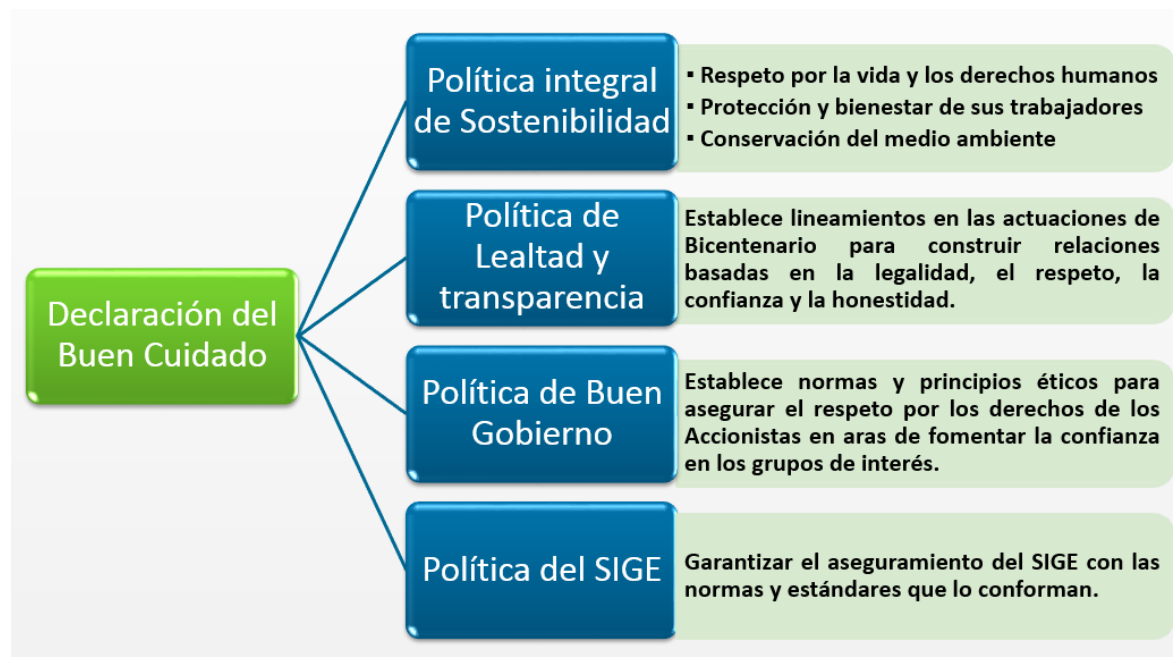 Declaración del
Buen Cuidado
Política integral
de Sostenibilidad
▪ Respeto por la vida y los derechos humanos
▪ Protección y bienestar de sus trabajadores
▪ Conservación del medio ambiente
Política de
Lealtad y
transparencia
Establece lineamientos en las actuaciones de
Bicentenario para construir relaciones
basadas en la legalidad, el respeto, la
confianza y la honestidad.
Política de Buen
Gobierno
Establece normas y principios éticos para
asegurar el respeto por los derechos de los
Accionistas en aras de fomentar la confianza
en los grupos de interés.
Política del SIGE
Garantizar el aseguramiento del SIGE con las
normas y estándares que lo conforman.